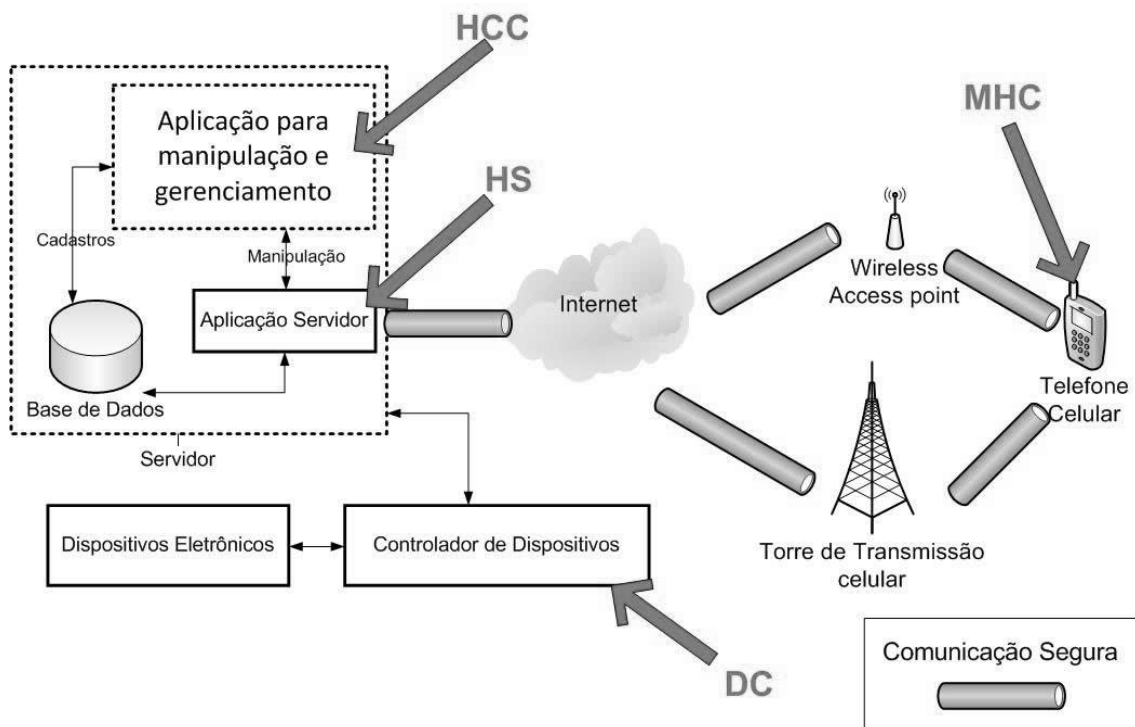 HCC
Aplicação para
manipulação e
gerenciamento
MHC
HS
Cadastros
Manipulação
Aplicação Servidor
Internet
Wireless
Access point
Base de Dados
Telefone
Celular
Servidor
Dispositivos Eletrônicos
Controlador de Dispositivos
Torre de Transmissão
celular
DC
Comunicação Segura